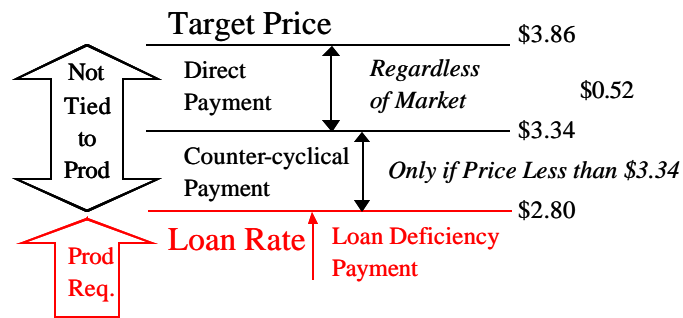 Target Price
$3.86
Not
Tied
to
Prod
Direct
Payment
Regardless
of Market
$0.52
$3.34
Counter-cyclical
Payment
Only if Price Less than $3.34
$2.80
Prod
Req.
Loan Rate
Loan Deficiency
Payment